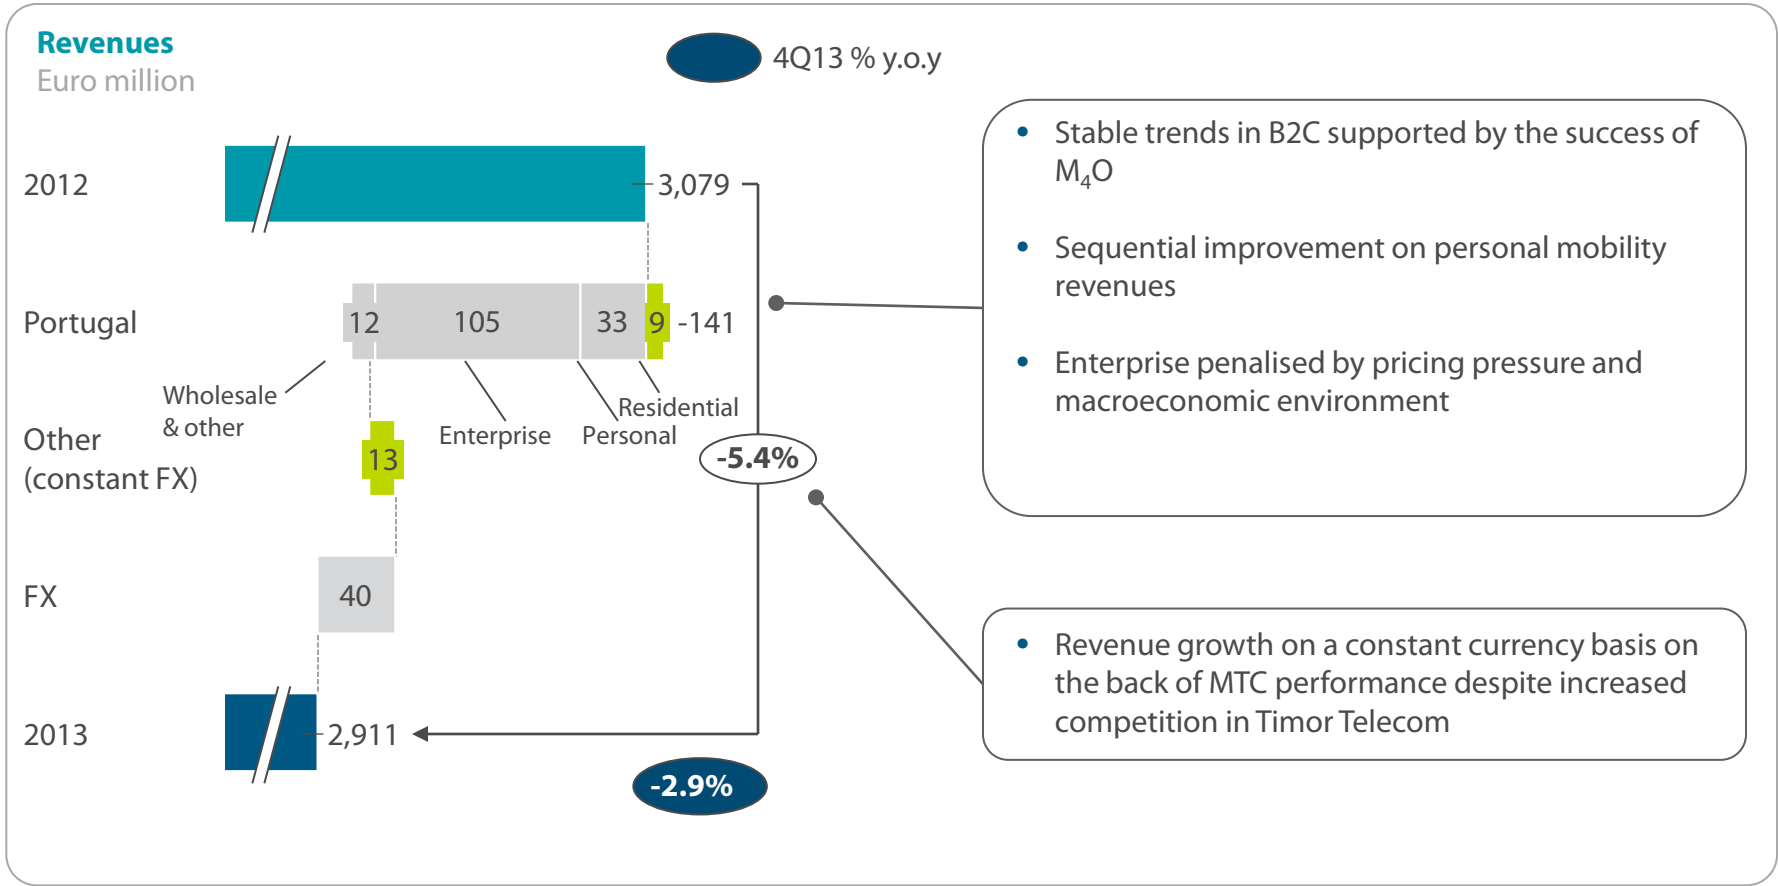 Revenues
Euro million
4Q13 % y.o.y
2012
3,079
Portugal
12
105
33
9
-141
Wholesale
& other
Enterprise
Personal
Residential
Other
(constant FX)
13
-5.4%
FX
40
2013
2,911
-2.9%
• Stable trends in B2C supported by the success of
M₄O
• Sequential improvement on personal mobility
revenues
• Enterprise penalised by pricing pressure and
macroeconomic environment
• Revenue growth on a constant currency basis on
the back of MTC performance despite increased
competition in Timor Telecom